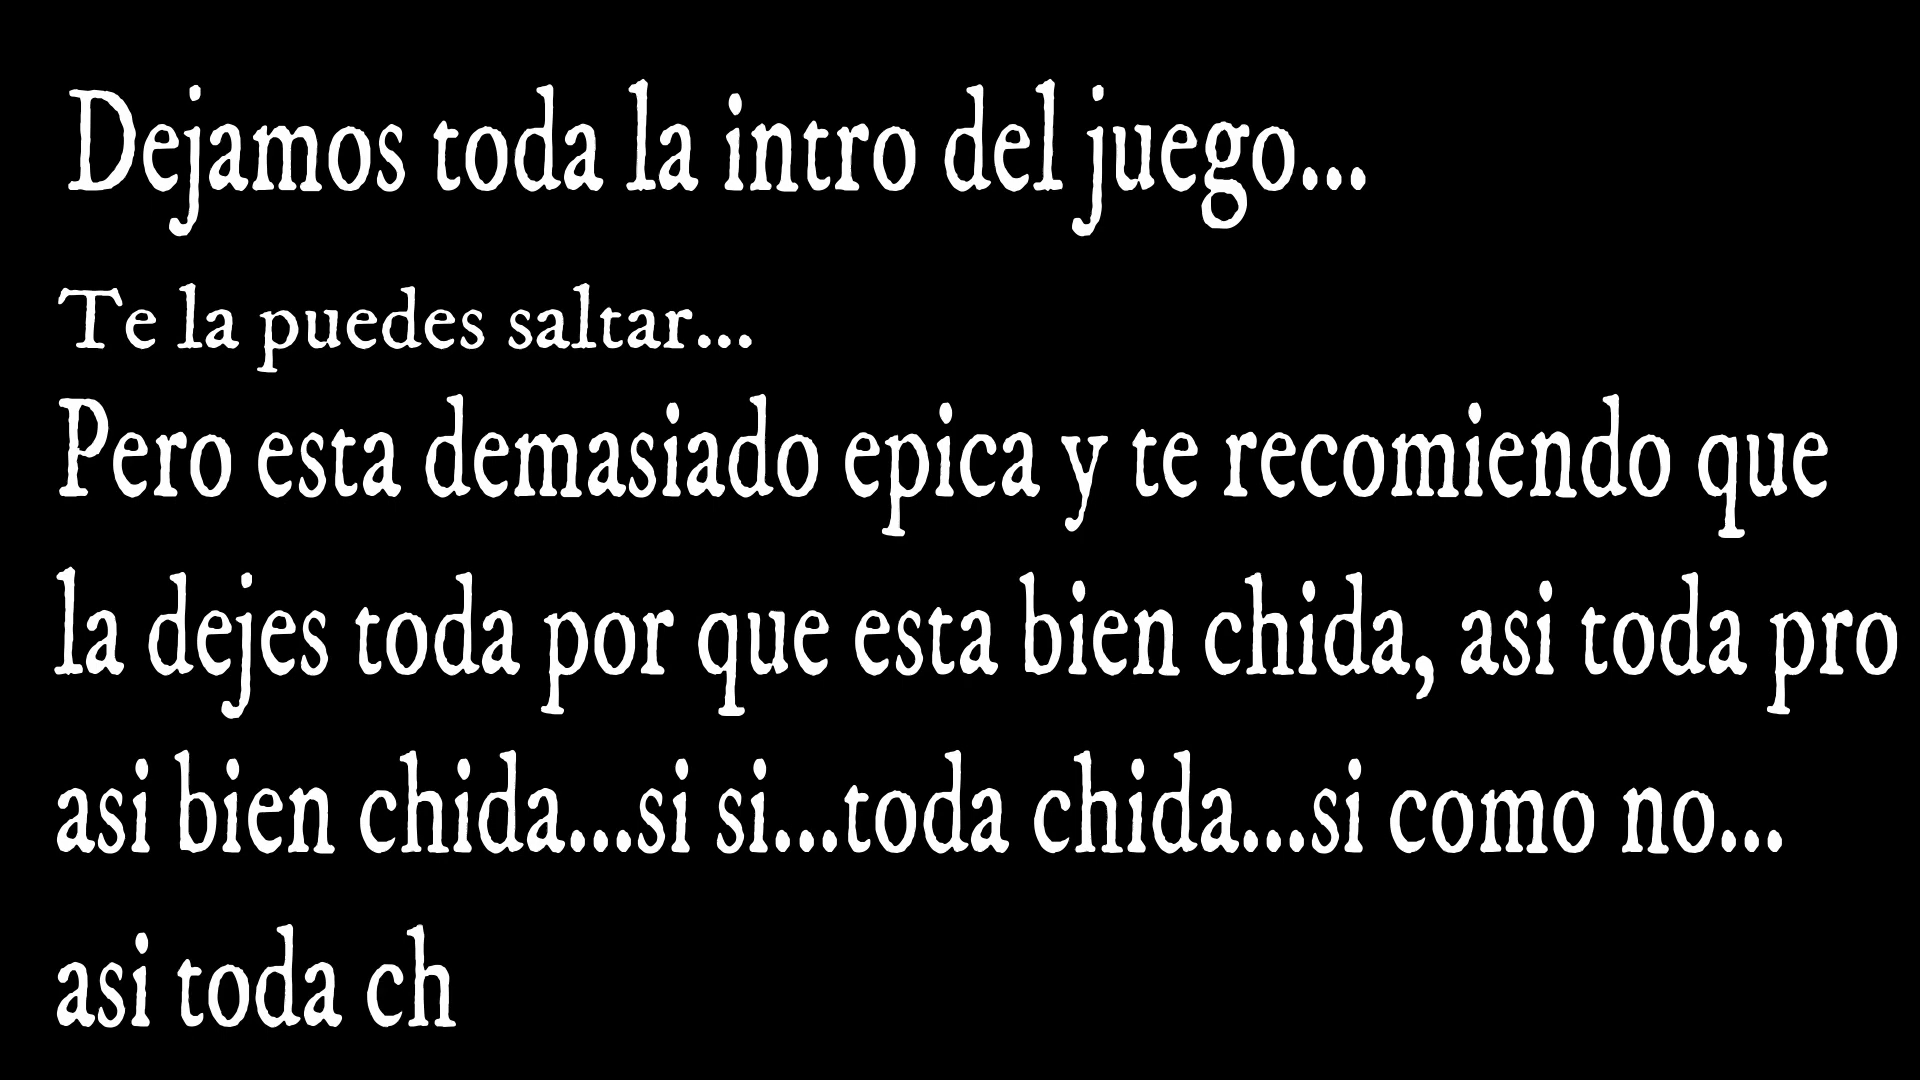 Dejamos toda la intro del juego...
Te la puedes saltar...
Pero esta demasiado epica y te recomiendo que
la dejes toda por que esta bien chida, asi toda pro
asi bien chida...si si...toda chida...si como no...
asi toda ch